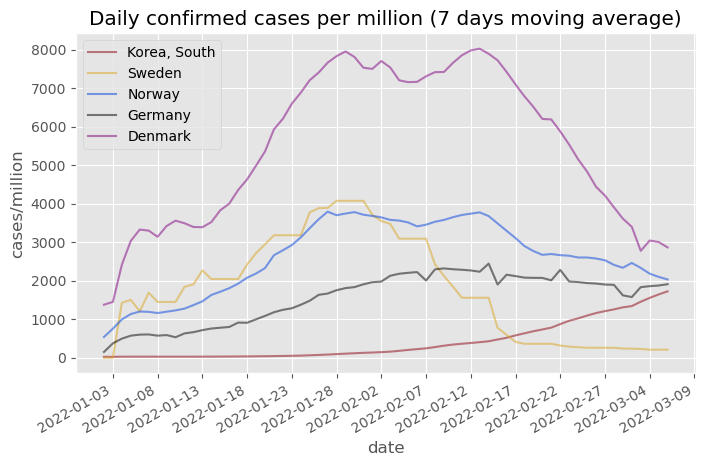 Daily confirmed cases per million (7 days moving average)
8000
7000
6000
5000
4000
3000
2000
1000
0
cases/million
Korea, South
Sweden
Norway
Germany
Denmark
2022-01-03
2022-01-08
2022-01-13
2022-01-18
2022-01-23
2022-01-28
2022-02-02
2022-02-07
2022-02-12
2022-02-17
2022-02-22
2022-02-27
2022-03-04
2022-03-09
date